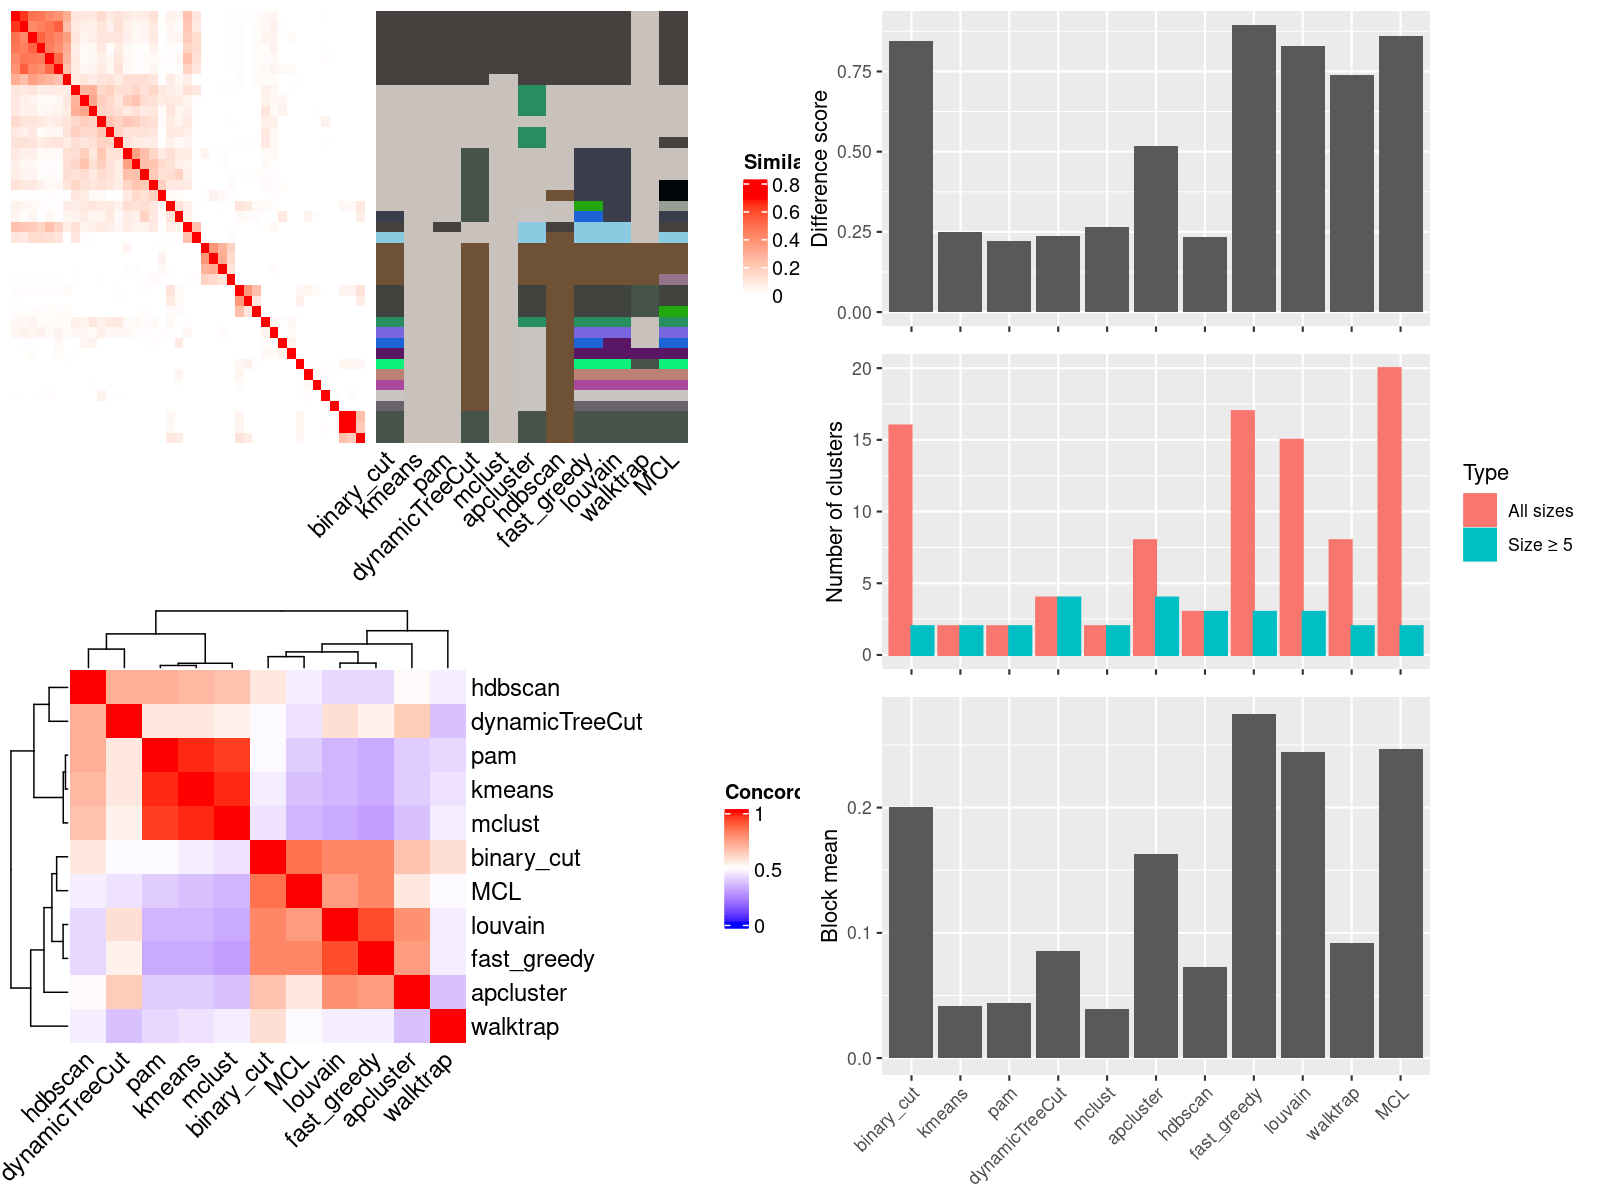 Simila
0.8
0.6
0.4
0.2
0
binary_cut
kmeans
pam
dynamicTreeCut
mclust
apcluster
hdbscan
fast_greedy
louvain
walktrap
MCL
hdbscan
dynamicTreeCut
pam
kmeans
mclust
binary_cut
MCL
louvain
fast_greedy
apcluster
walktrap
Concord
1
0.5
0
hdbscan
dynamicTreeCut
pam
kmeans
mclust
binary_cut
MCL
louvain
fast_greedy
apcluster
walktrap
Difference score
0.75
0.50
0.25
0.00
Number of clusters
20
15
10
5
0
Type
All sizes
Size ≥ 5
Block mean
0.2
0.1
0.0
binary_cut
kmeans
pam
dynamicTreeCut
mclust
apcluster
hdbscan
fast_greedy
louvain
walktrap
MCL